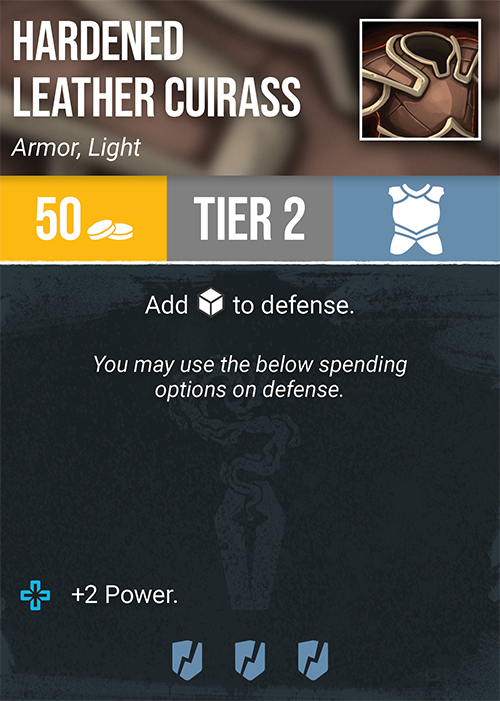 HARDENED
LEATHER CUIRASS
Armor, Light
50
TIER 2
Add to defense.
You may use the below spending
options on defense.
+2 Power.